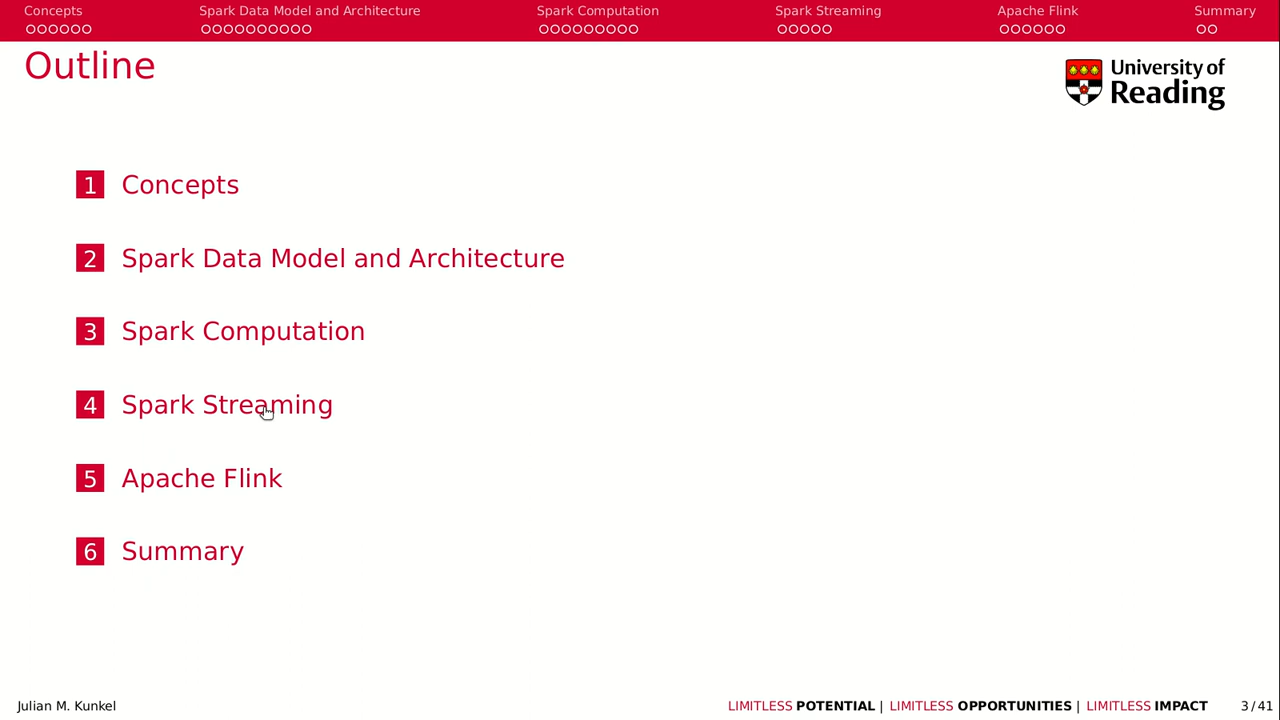 Concepts Spark Data Model and Architecture Spark Computation Spark Streaming Apache Flink Summary
Outline
University of
Reading
1 Concepts
2 Spark Data Model and Architecture
3 Spark Computation
4 Spark Streaming
5 Apache Flink
6 Summary
Julian M. Kunkel LIMITLESS POTENTIAL | LIMITLESS OPPORTUNITIES | LIMITLESS IMPACT 3 / 41